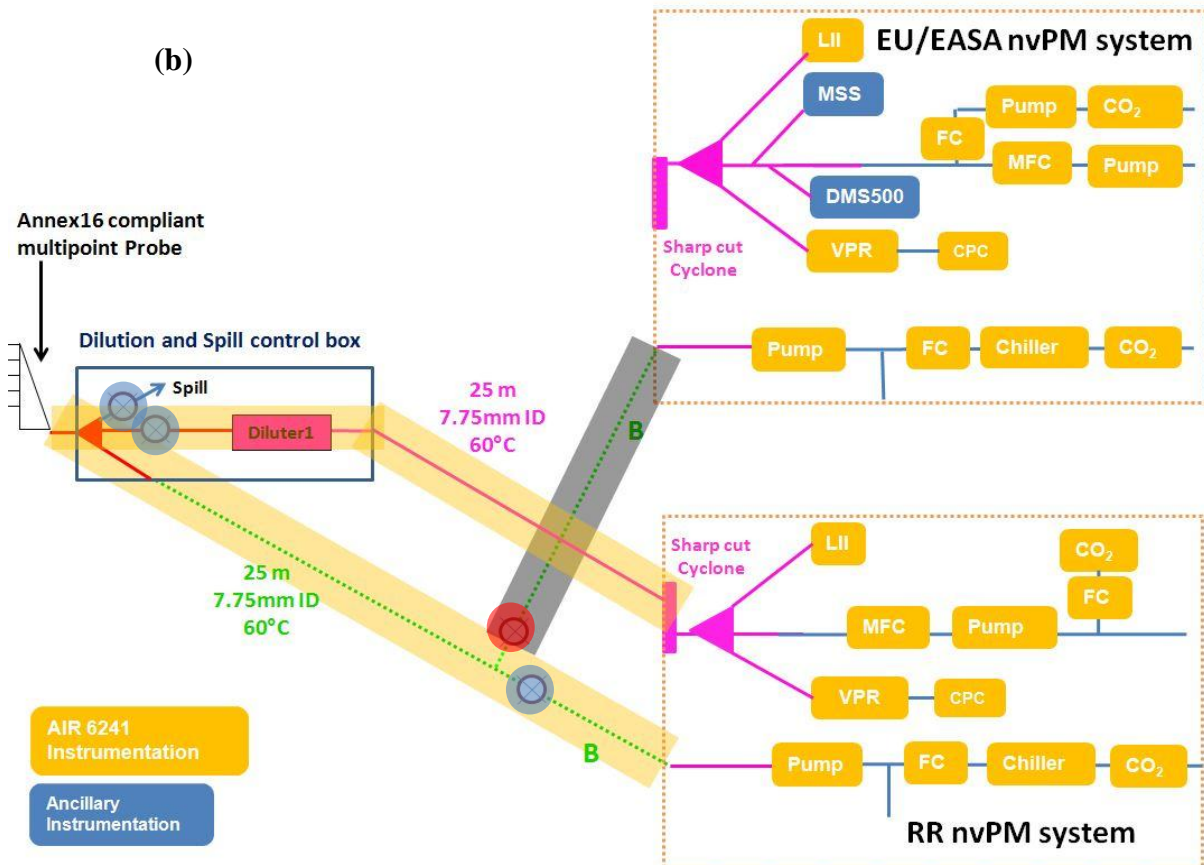 (b)
EU/EASA nvPM system
LII
MSS
Pump
CO₂
FC
MFC
Pump
DMS500
Sharp cut
Cyclone
VPR
CPC
Annex16 compliant
multipoint Probe
Dilution and Spill control box
Spill
Diluter1
25 m
7.75mm ID
60°C
B
Pump
FC
Chiller
CO₂
Sharp cut
Cyclone
LII
CO₂
FC
MFC
Pump
VPR
CPC
25 m
7.75mm ID
60°C
B
Pump
FC
Chiller
CO₂
RR nvPM system
AIR 6241
Instrumentation
Ancillary
Instrumentation